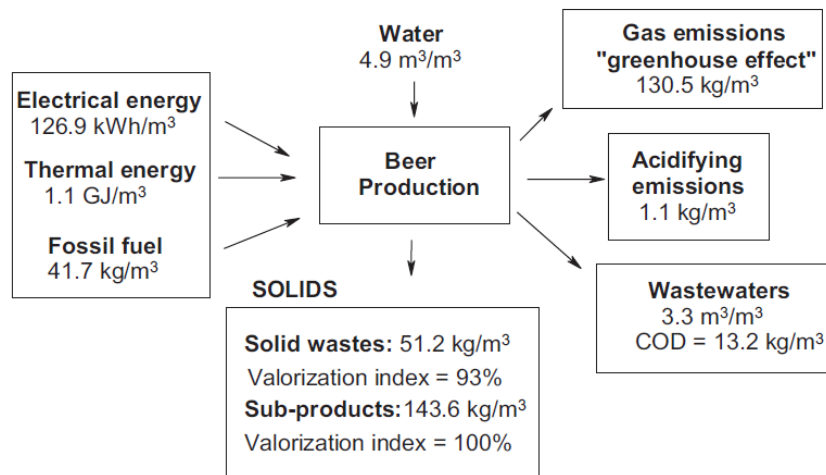 Water
4.9 m³/m³
Gas emissions
"greenhouse effect"
130.5 kg/m³
Electrical energy
126.9 kWh/m³
Thermal energy
1.1 GJ/m³
Fossil fuel
41.7 kg/m³
Beer
Production
Acidifying
emissions
1.1 kg/m³
Wastewaters
3.3 m³/m³
COD = 13.2 kg/m³
SOLIDS
Solid wastes: 51.2 kg/m³
Valorization index = 93%
Sub-products: 143.6 kg/m³
Valorization index = 100%